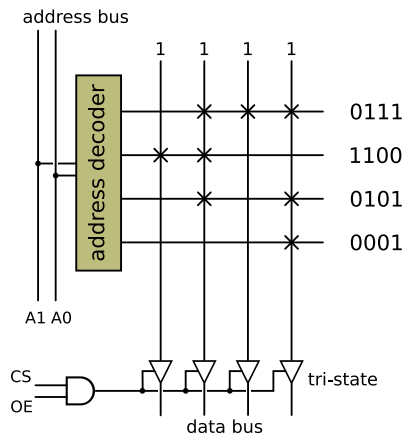 address bus
1 1 1 1
address decoder
0111
1100
0101
0001
A1 A0
CS
OE
tri-state
data bus